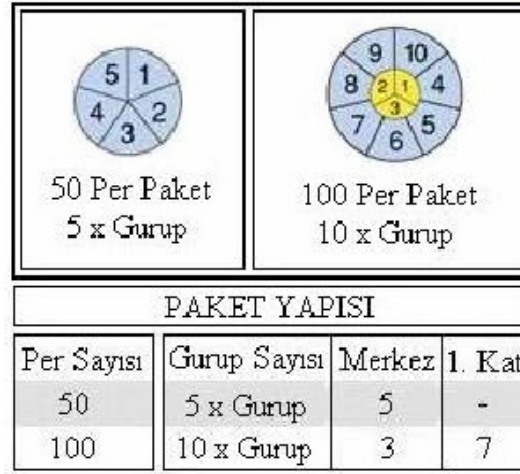 5 1
4 2
3
50 Per Paket
5 x Gurup
9 10
8 2 1 4
3
7 5
6
100 Per Paket
10 x Gurup
PAKET YAPISI
Per Sayısı Gurup Sayısı Merkez 1. Kat
50 5 x Gurup 5 -
100 10 x Gurup 3 7